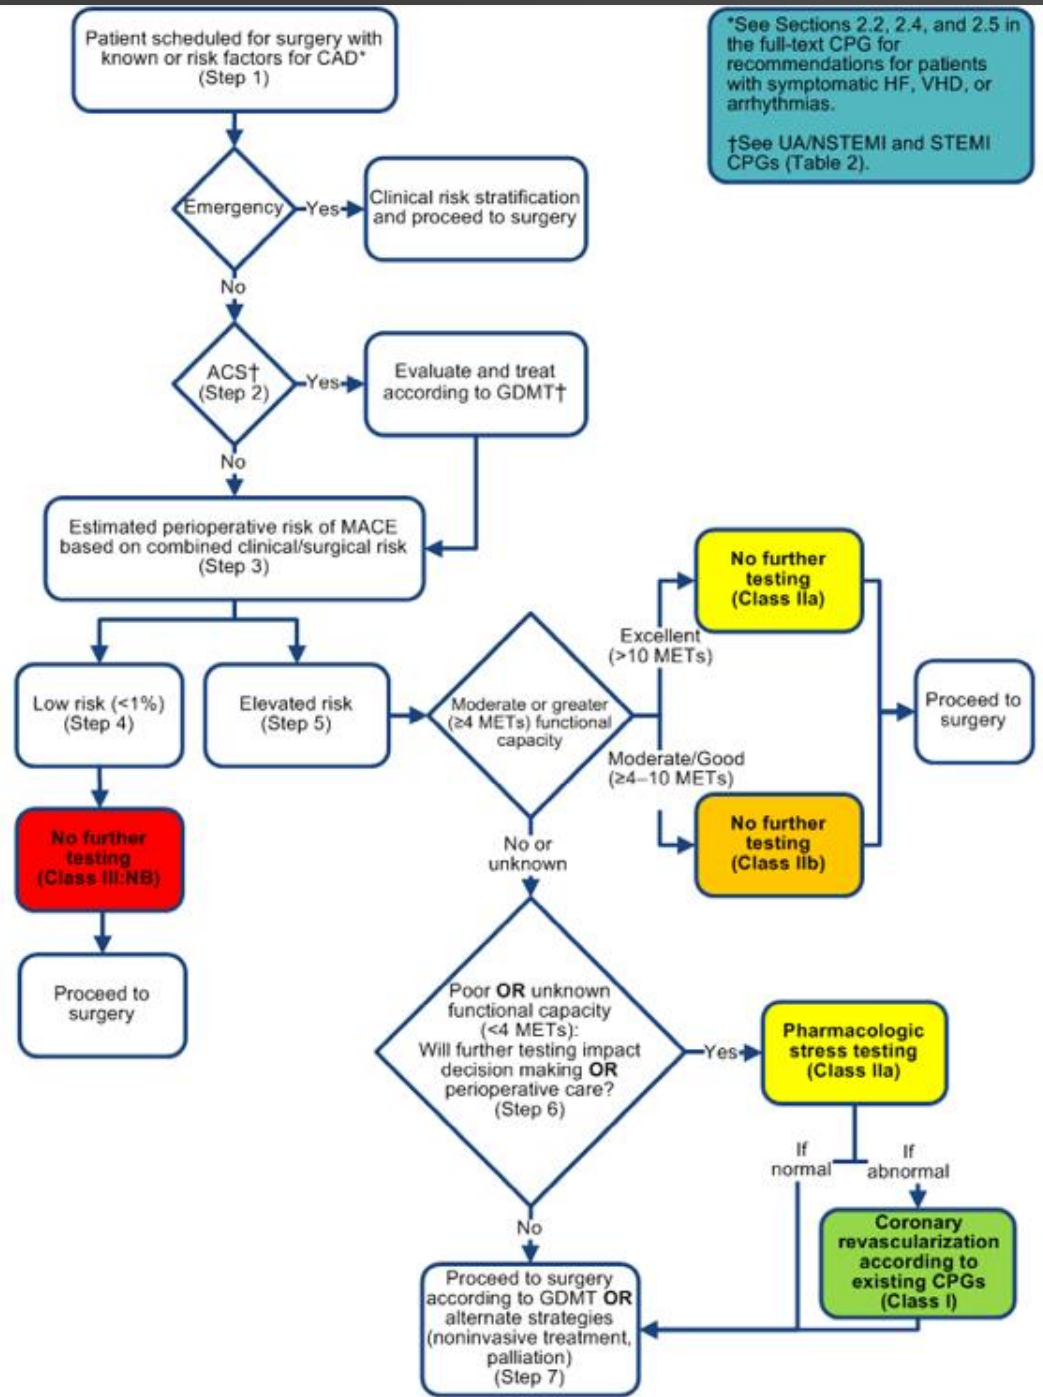 Patient scheduled for surgery with
known or risk factors for CAD*
(Step 1)
*See Sections 2.2, 2.4, and 2.5 in
the full-text CPG for
recommendations for patients
with symptomatic HF, VHD, or
arrhythmias.
†See UA/NSTEMI and STEMI
CPGs (Table 2).
Emergency
Yes
Clinical risk stratification
and proceed to surgery
No
ACS†
(Step 2)
Yes
Evaluate and treat
according to GDMT†
No
Estimated perioperative risk of MACE
based on combined clinical/surgical risk
(Step 3)
Low risk (<1%)
(Step 4)
No further
testing
(Class III:NB)
Proceed to
surgery
Elevated risk
(Step 5)
Moderate or greater
(≥4 METs) functional
capacity
Excellent
(>10 METs)
No further
testing
(Class IIa)
Moderate/Good
(≥4–10 METs)
No further
testing
(Class IIb)
Proceed to
surgery
No or
unknown
Poor OR unknown
functional capacity
(<4 METs):
Will further testing impact
decision making OR
perioperative care?
(Step 6)
Yes
Pharmacologic
stress testing
(Class IIa)
If
normal
If
abnormal
Coronary
revascularization
according to
existing CPGs
(Class I)
No
Proceed to surgery
according to GDMT OR
alternate strategies
(noninvasive treatment,
palliation)
(Step 7)